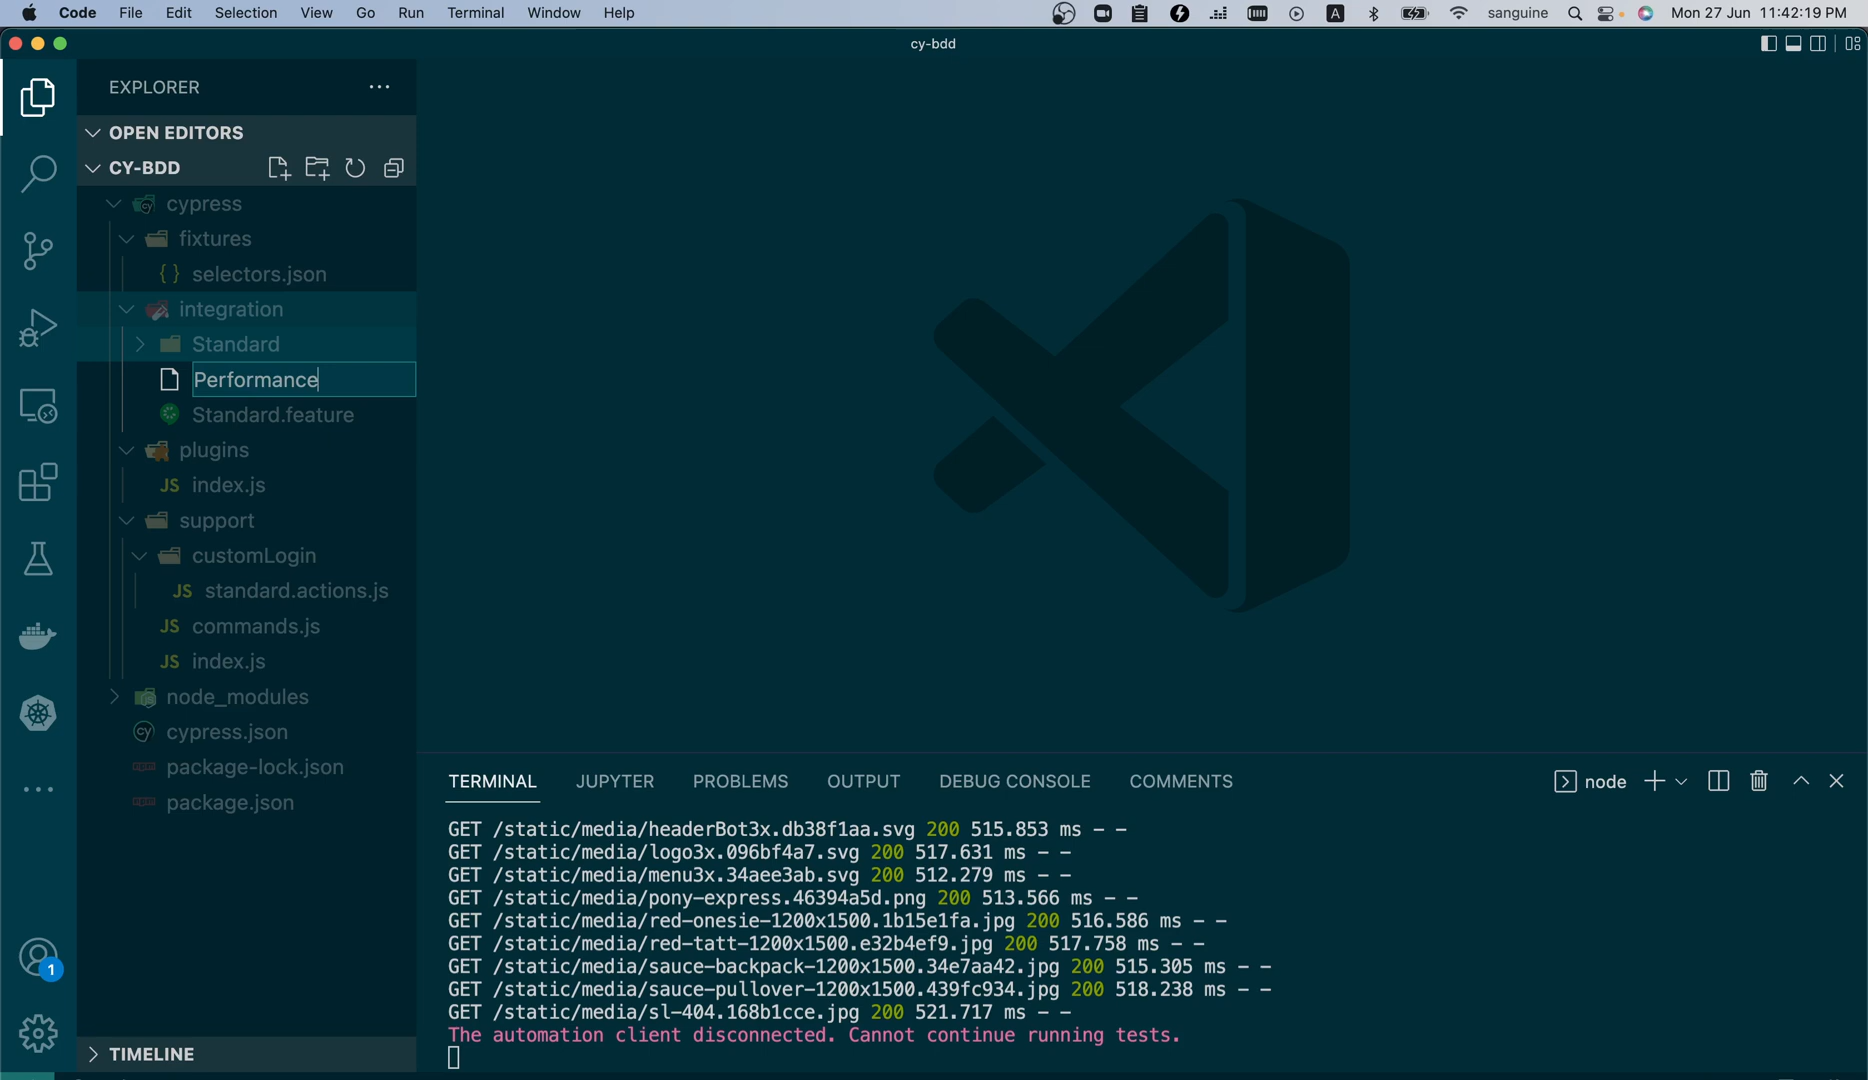 Code File Edit Selection View Go Run Terminal Window Help A sanguine Mon 27 Jun 11:42:19 PM
cy-bdd
EXPLORER
OPEN EDITORS
CY-BDD
cypress
fixtures
{ } selectors.json
integration
Standard
Performance
Standard.feature
plugins
JS index.js
support
customLogin
JS standard.actions.js
JS commands.js
JS index.js
node_modules
cy cypress.json
package-lock.json
package.json
1
TIMELINE
TERMINAL JUPYTER PROBLEMS OUTPUT DEBUG CONSOLE COMMENTS node
GET /static/media/headerBot3x.db38f1aa.svg 200 515.853 ms - -
GET /static/media/logo3x.096bf4a7.svg 200 517.631 ms - -
GET /static/media/menu3x.34aee3ab.svg 200 512.279 ms - -
GET /static/media/pony-express.46394a5d.png 200 513.566 ms - -
GET /static/media/red-onesie-1200x1500.1b15e1fa.jpg 200 516.586 ms - -
GET /static/media/red-tatt-1200x1500.e32b4ef9.jpg 200 517.758 ms - -
GET /static/media/sauce-backpack-1200x1500.34e7aa42.jpg 200 515.305 ms - -
GET /static/media/sauce-pullover-1200x1500.439fc934.jpg 200 518.238 ms - -
GET /static/media/sl-404.168b1cce.jpg 200 521.717 ms - -
The automation client disconnected. Cannot continue running tests.